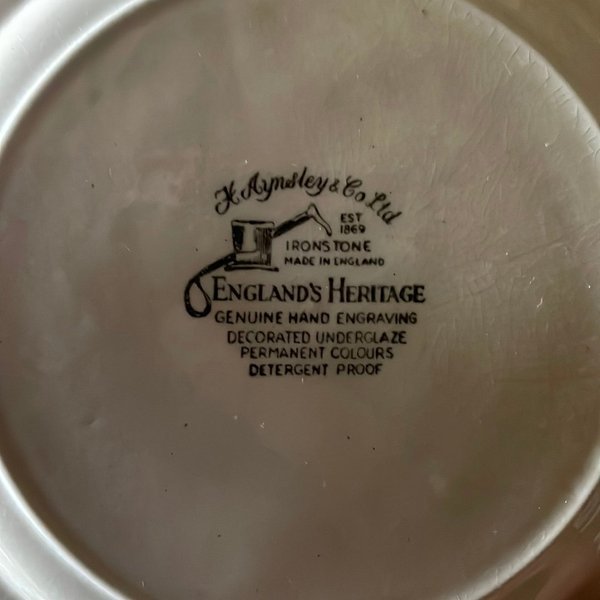 H Aynsley & Co Ltd
EST
1869
IRONSTONE
MADE IN ENGLAND
ENGLAND'S HERITAGE
GENUINE HAND ENGRAVING
DECORATED UNDERGLAZE
PERMANENT COLOURS
DETERGENT PROOF